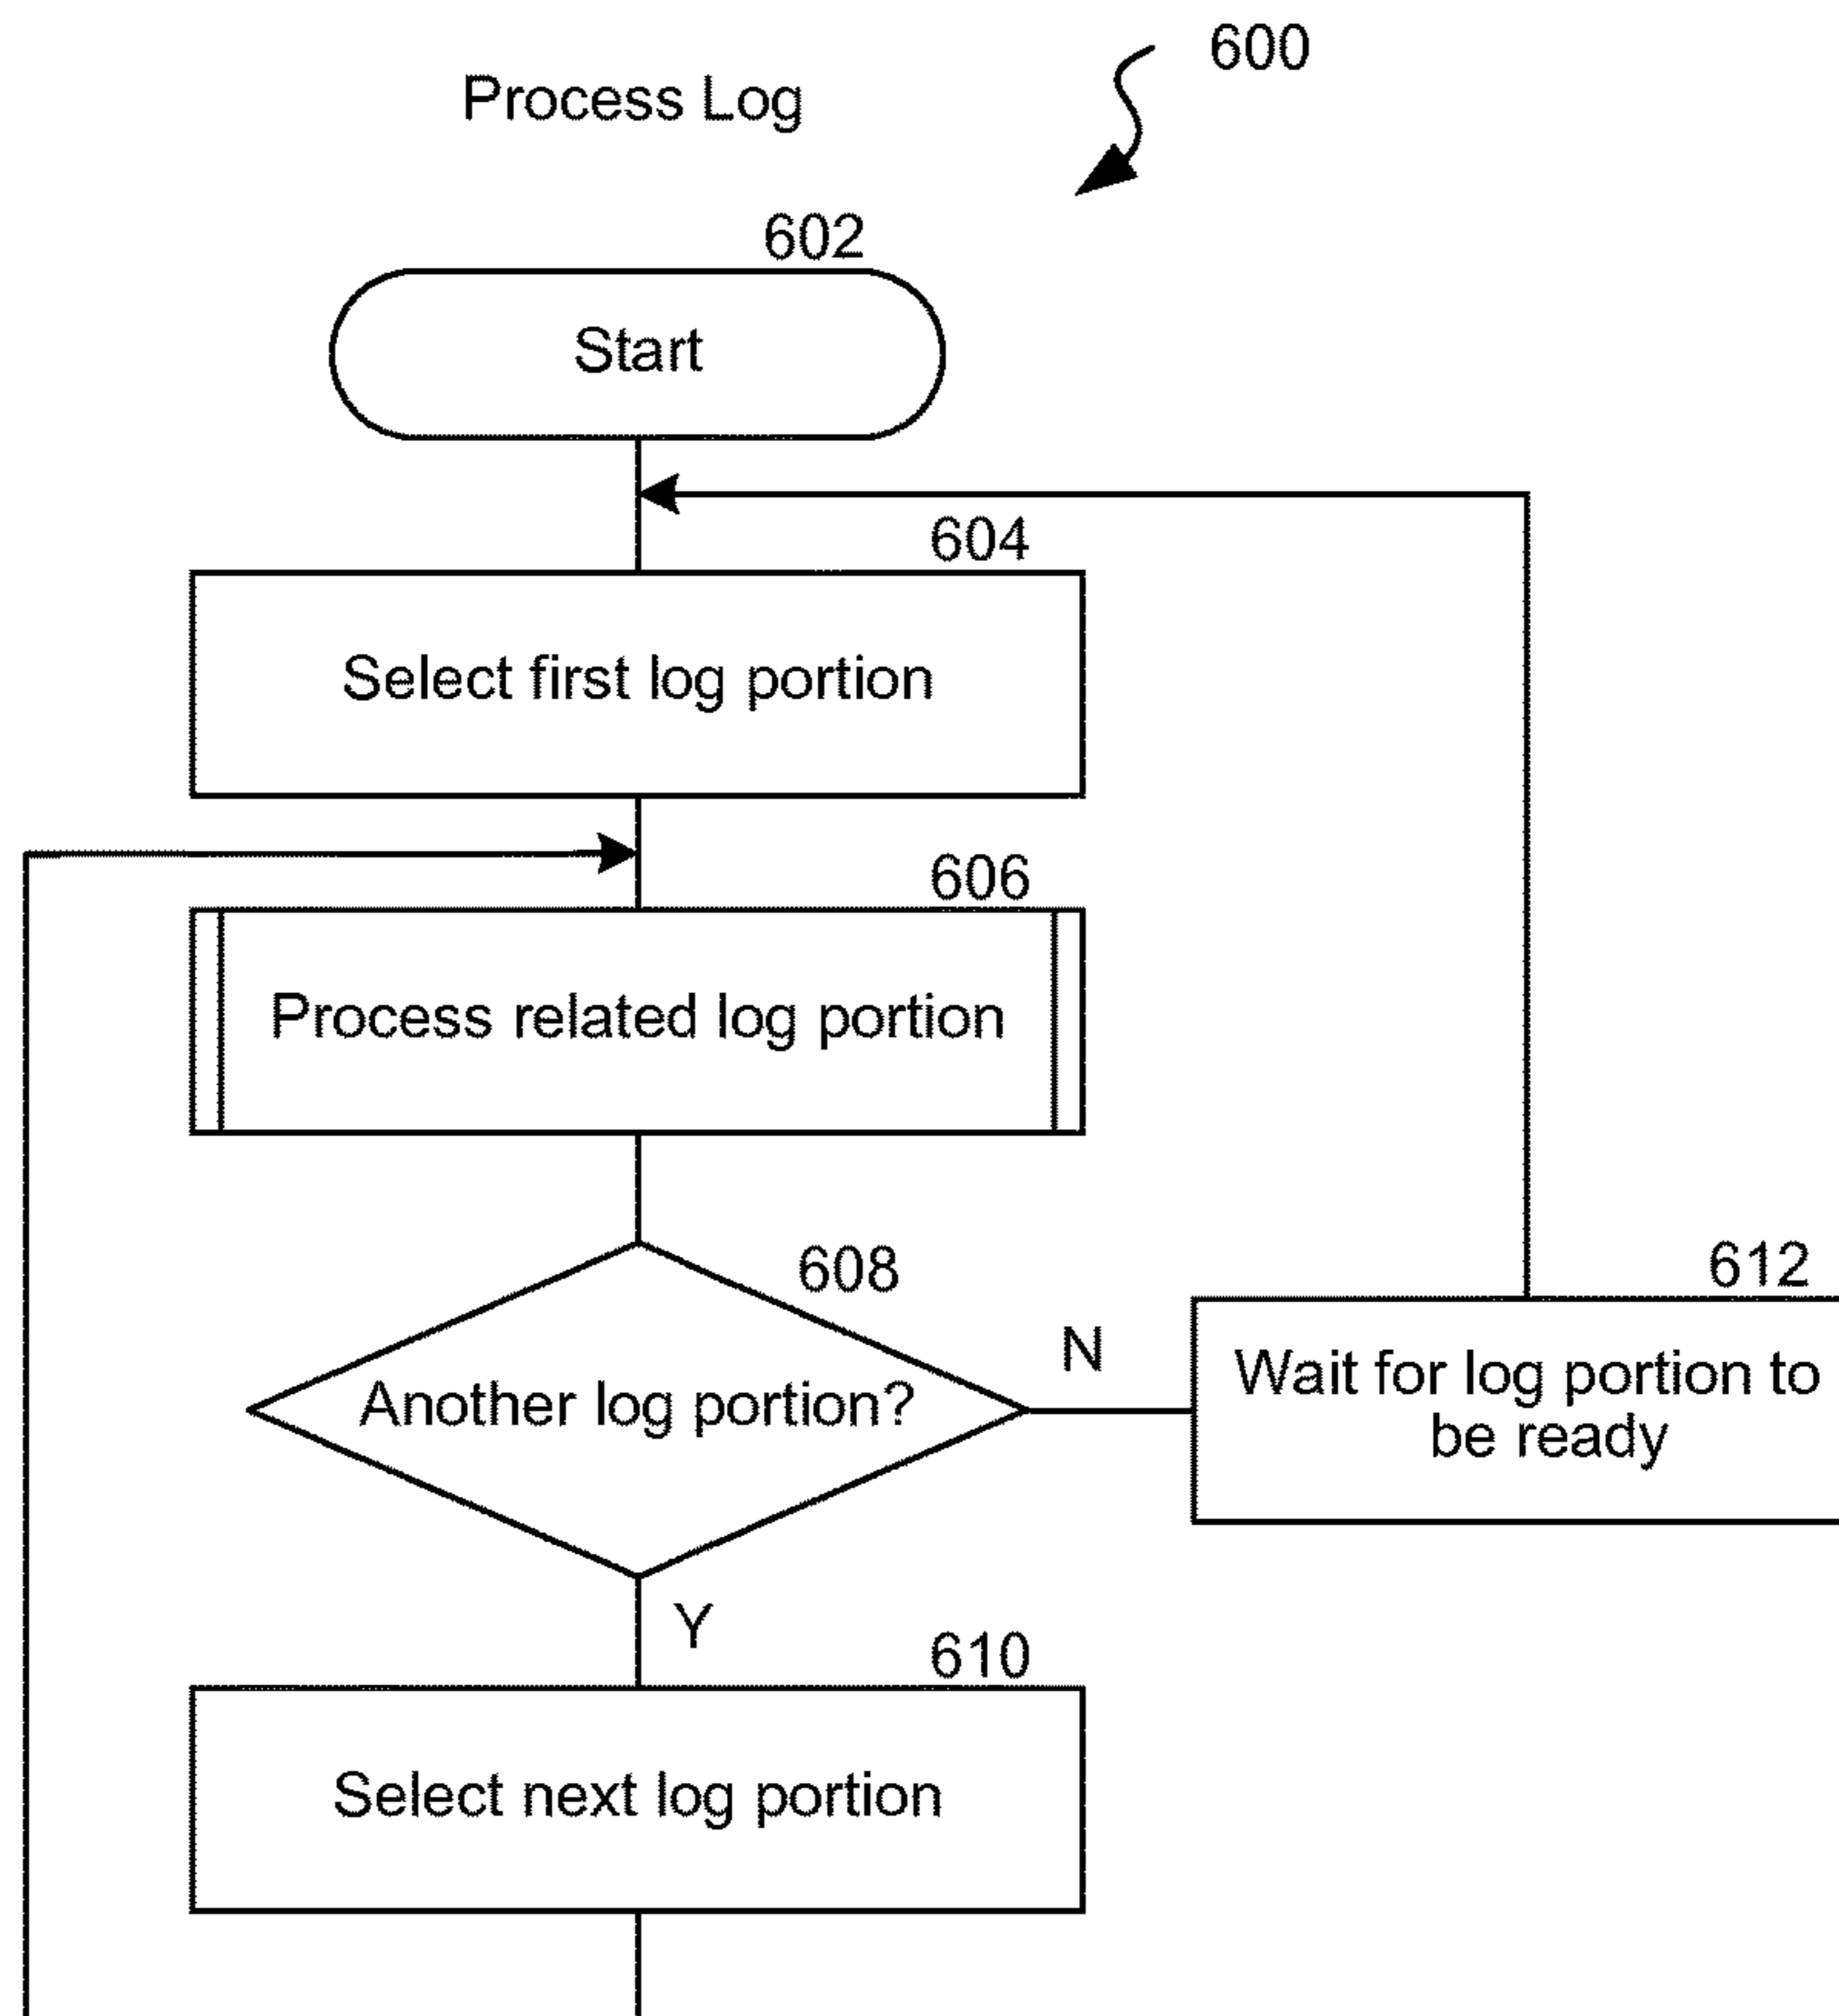 600
Process Log
602
Start
604
Select first log portion
606
Process related log portion
608
Another log portion?
N
612
Wait for log portion to
be ready
Y
610
Select next log portion